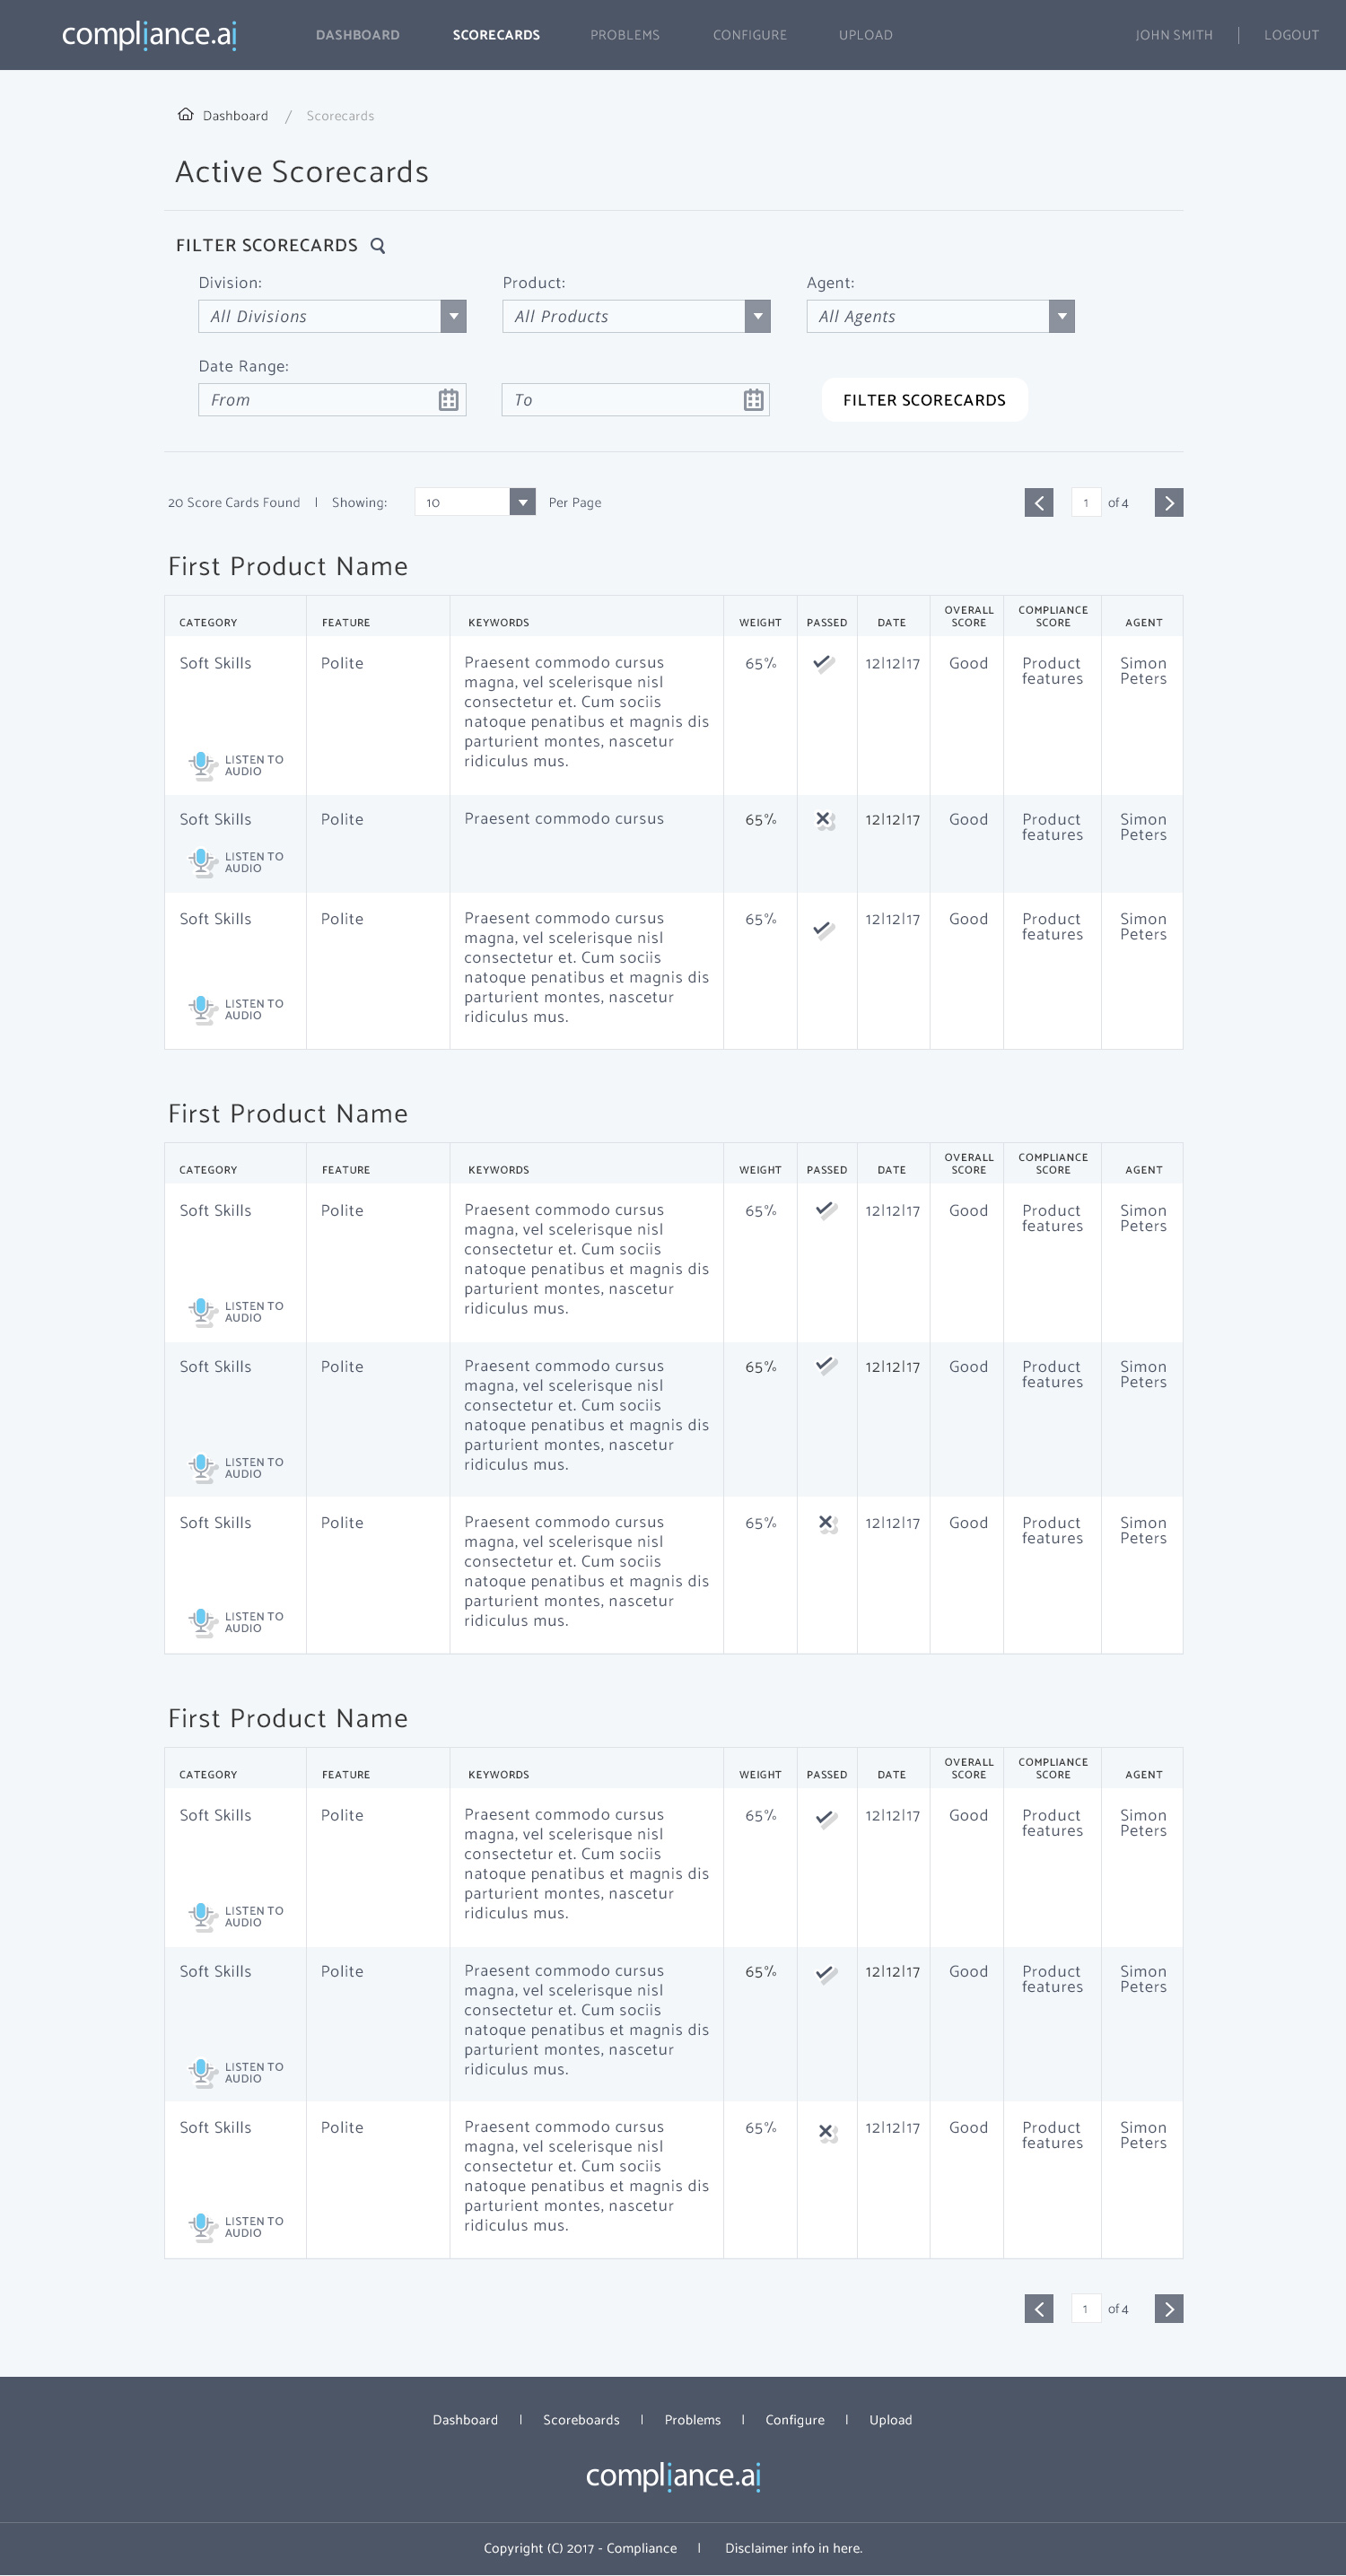 compliance.ai DASHBOARD SCORECARDS PROBLEMS CONFIGURE UPLOAD JOHN SMITH | LOGOUT
Dashboard / Scorecards
Active Scorecards
FILTER SCORECARDS
Division: Product: Agent:
All Divisions All Products All Agents
Date Range:
From To FILTER SCORECARDS
20 Score Cards Found | Showing: 10 Per Page 1 of 4
First Product Name
CATEGORY FEATURE KEYWORDS WEIGHT PASSED DATE OVERALL SCORE COMPLIANCE SCORE AGENT
Soft Skills Polite Praesent commodo cursus 65% 12|12|17 Good Product Simon
magna, vel scelerisque nisl features Peters
consectetur et. Cum sociis
natoque penatibus et magnis dis
parturient montes, nascetur
LISTEN TO ridiculus mus.
AUDIO
Soft Skills Polite Praesent commodo cursus 65% 12|12|17 Good Product Simon
features Peters
LISTEN TO
AUDIO
Soft Skills Polite Praesent commodo cursus 65% 12|12|17 Good Product Simon
magna, vel scelerisque nisl features Peters
consectetur et. Cum sociis
natoque penatibus et magnis dis
LISTEN TO parturient montes, nascetur
AUDIO ridiculus mus.
First Product Name
CATEGORY FEATURE KEYWORDS WEIGHT PASSED DATE OVERALL SCORE COMPLIANCE SCORE AGENT
Soft Skills Polite Praesent commodo cursus 65% 12|12|17 Good Product Simon
magna, vel scelerisque nisl features Peters
consectetur et. Cum sociis
natoque penatibus et magnis dis
parturient montes, nascetur
LISTEN TO ridiculus mus.
AUDIO
Soft Skills Polite Praesent commodo cursus 65% 12|12|17 Good Product Simon
magna, vel scelerisque nisl features Peters
consectetur et. Cum sociis
natoque penatibus et magnis dis
parturient montes, nascetur
LISTEN TO ridiculus mus.
AUDIO
Soft Skills Polite Praesent commodo cursus 65% 12|12|17 Good Product Simon
magna, vel scelerisque nisl features Peters
consectetur et. Cum sociis
natoque penatibus et magnis dis
parturient montes, nascetur
LISTEN TO ridiculus mus.
AUDIO
First Product Name
CATEGORY FEATURE KEYWORDS WEIGHT PASSED DATE OVERALL SCORE COMPLIANCE SCORE AGENT
Soft Skills Polite Praesent commodo cursus 65% 12|12|17 Good Product Simon
magna, vel scelerisque nisl features Peters
consectetur et. Cum sociis
natoque penatibus et magnis dis
parturient montes, nascetur
LISTEN TO ridiculus mus.
AUDIO
Soft Skills Polite Praesent commodo cursus 65% 12|12|17 Good Product Simon
magna, vel scelerisque nisl features Peters
consectetur et. Cum sociis
natoque penatibus et magnis dis
parturient montes, nascetur
LISTEN TO ridiculus mus.
AUDIO
Soft Skills Polite Praesent commodo cursus 65% 12|12|17 Good Product Simon
magna, vel scelerisque nisl features Peters
consectetur et. Cum sociis
natoque penatibus et magnis dis
parturient montes, nascetur
LISTEN TO ridiculus mus.
AUDIO
1 of 4
Dashboard | Scoreboards | Problems | Configure | Upload
compliance.ai
Copyright (C) 2017 - Compliance | Disclaimer info in here.